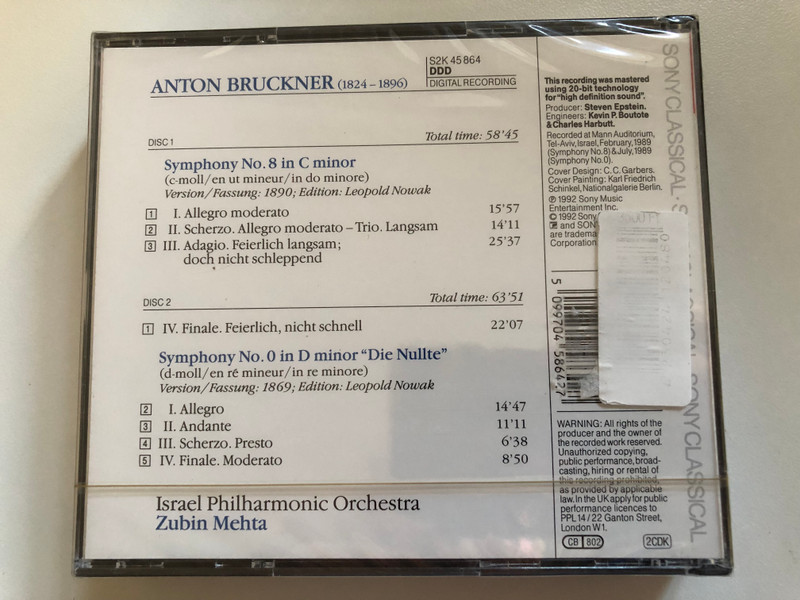 ANTON BRUCKNER (1824 – 1896)
S2K 45 864
DDD
DIGITAL RECORDING
DISC 1
Total time: 58'45
Symphony No. 8 in C minor
(c-moll/en ut mineur/in do minore)
Version/Fassung: 1890; Edition: Leopold Nowak
1 I. Allegro moderato 15'57
2 II. Scherzo. Allegro moderato – Trio. Langsam 14'11
3 III. Adagio. Feierlich langsam; 25'37
doch nicht schleppend
DISC 2
Total time: 63'51
1 IV. Finale. Feierlich, nicht schnell 22'07
Symphony No. 0 in D minor “Die Nullte”
(d-moll/en ré mineur/in re minore)
Version/Fassung: 1869; Edition: Leopold Nowak
2 I. Allegro 14'47
3 II. Andante 11'11
4 III. Scherzo. Presto 6'38
5 IV. Finale. Moderato 8'50
Israel Philharmonic Orchestra
Zubin Mehta
This recording was mastered
using 20-bit technology
for “high definition sound”.
Producer: Steven Epstein.
Engineers: Kevin P. Boutote
& Charles Harbutt.
Recorded at Mann Auditorium,
Tel-Aviv, Israel, February, 1989
(Symphony No. 8) & July, 1989
(Symphony No. 0).
Cover Design: C. C. Garbers.
Cover Painting: Karl Friedrich
Schinkel, Nationalgalerie Berlin.
℗ 1992 Sony Music
Entertainment Inc.
© 1992 Sony
and SON
are tradema
Corporation
5 099704 586427
WARNING: All rights of the
producer and the owner of
the recorded work reserved.
Unauthorized copying,
public performance, broad-
casting, hiring or rental of
this recording prohibited,
as provided by applicable
law. In the UK apply for public
performance licences to
PPL 14 / 22 Ganton Street,
London W1.
CB 802
2CDK
SONY CLASSICAL · S
SONY CLASSICAL